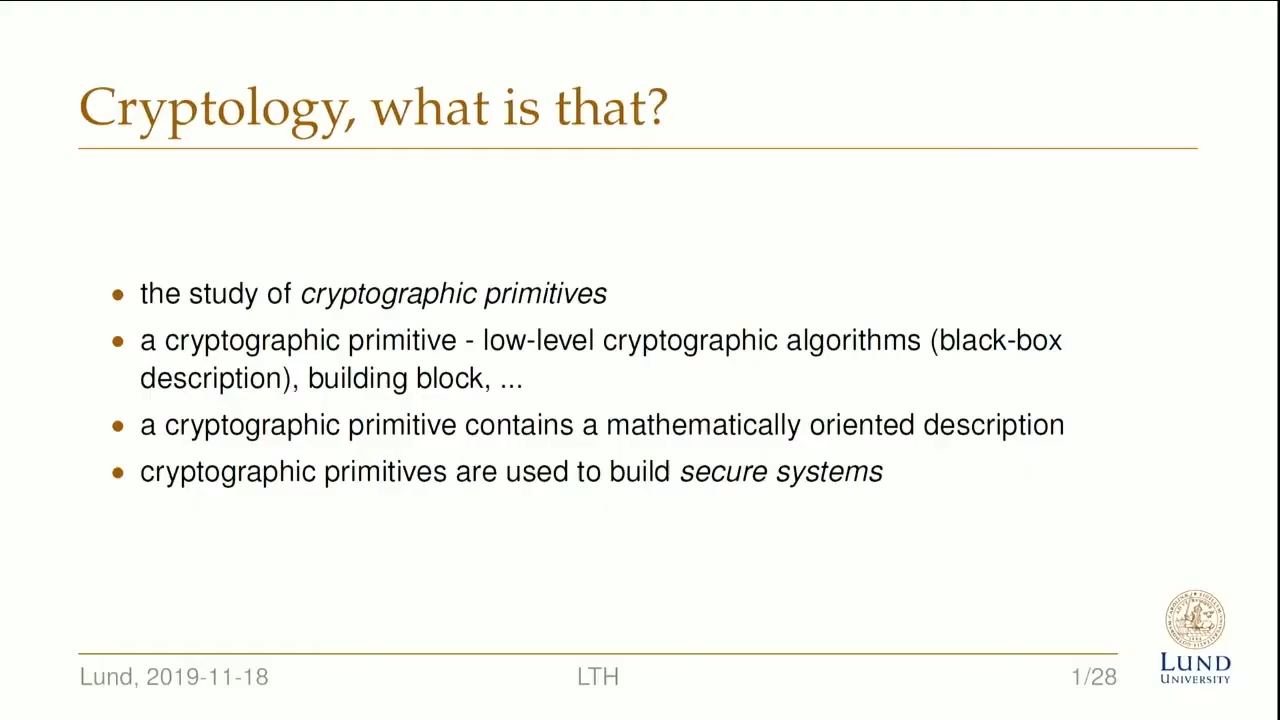 Cryptology, what is that?
• the study of cryptographic primitives
• a cryptographic primitive - low-level cryptographic algorithms (black-box
description), building block, ...
• a cryptographic primitive contains a mathematically oriented description
• cryptographic primitives are used to build secure systems
Lund, 2019-11-18
LTH
1/28
LUND
UNIVERSITY